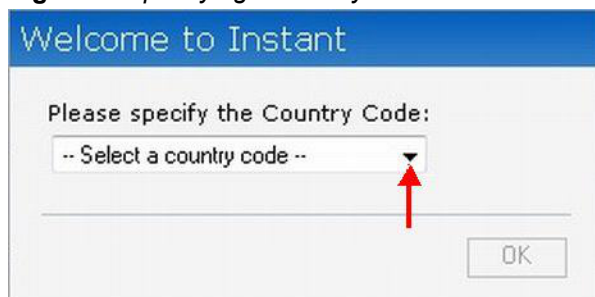 Welcome to Instant
Please specify the Country Code:
-- Select a country code --
OK